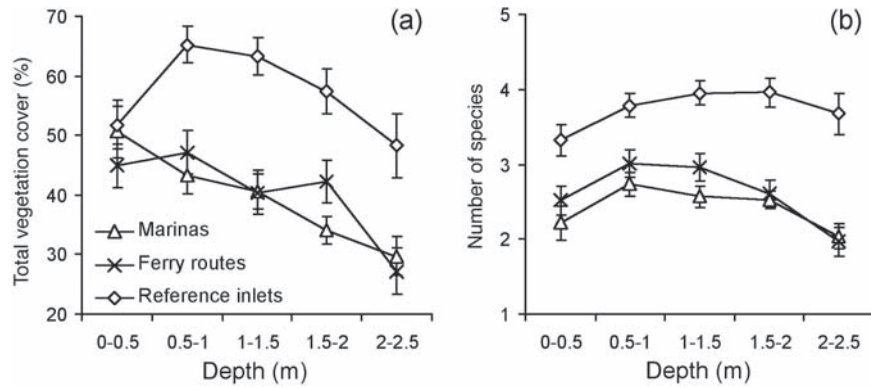 (a)
Total vegetation cover (%)
70
60
50
40
30
20
Marinas
Ferry routes
Reference inlets
0-0.5 0.5-1 1-1.5 1.5-2 2-2.5
Depth (m)
(b)
Number of species
5
4
3
2
1
0-0.5 0.5-1 1-1.5 1.5-2 2-2.5
Depth (m)